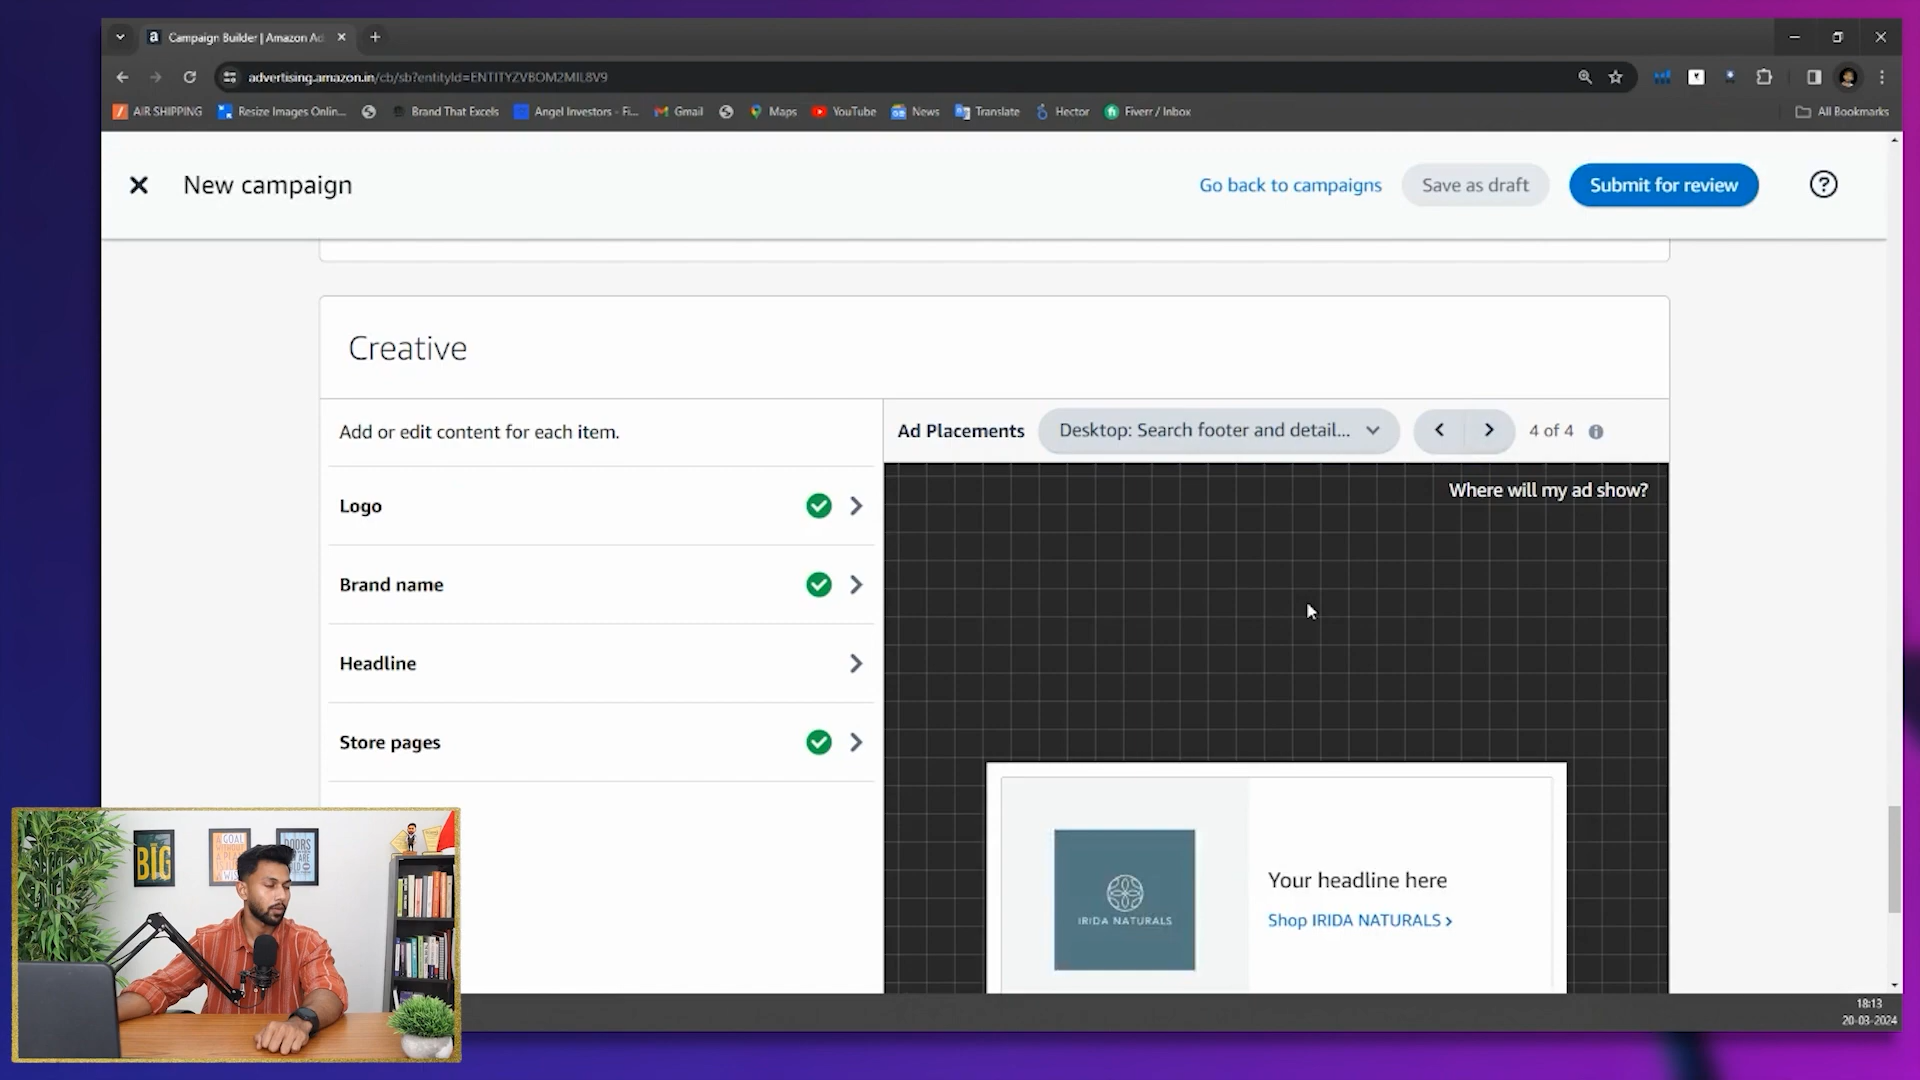 Campaign Builder | Amazon Ad
advertising.amazon.in/cb/sb?entityId=ENTITYZVBOM2MIL8V9
AIR SHIPPING
Resize Images Onlin...
Brand That Excels
Angel Investors - Fi...
Gmail
Maps
YouTube
News
Translate
Hector
Fiverr / Inbox
All Bookmarks
New campaign
Go back to campaigns
Save as draft
Submit for review
Creative
Add or edit content for each item.
Ad Placements
Desktop: Search footer and detail...
4 of 4
Where will my ad show?
Logo
Brand name
Headline
Store pages
IRIDA NATURALS
Your headline here
Shop IRIDA NATURALS >
BIG
A GOAL
18:13
20-03-2024